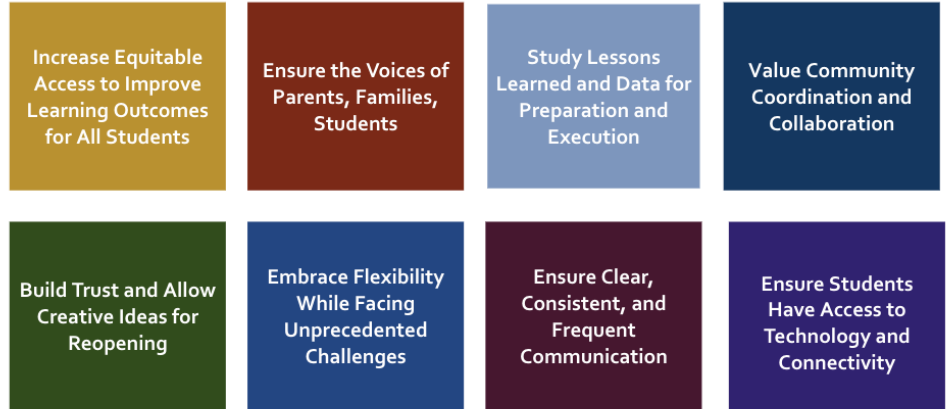 Increase Equitable
Access to Improve
Learning Outcomes
for All Students
Ensure the Voices of
Parents, Families,
Students
Study Lessons
Learned and Data for
Preparation and
Execution
Value Community
Coordination and
Collaboration
Build Trust and Allow
Creative Ideas for
Reopening
Embrace Flexibility
While Facing
Unprecedented
Challenges
Ensure Clear,
Consistent, and
Frequent
Communication
Ensure Students
Have Access to
Technology and
Connectivity